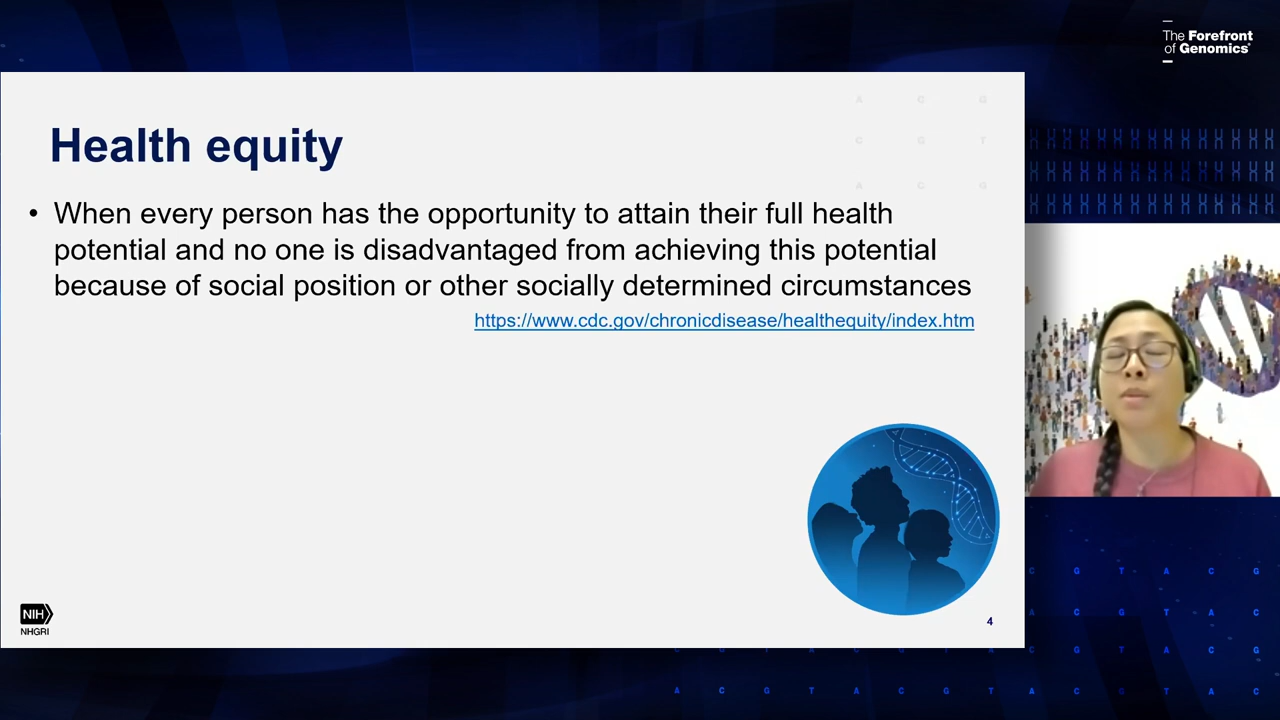 The Forefront
of Genomics®
A C G
C G T
A C G
Health equity
• When every person has the opportunity to attain their full health
potential and no one is disadvantaged from achieving this potential
because of social position or other socially determined circumstances
https://www.cdc.gov/chronicdisease/healthequity/index.htm
NIH
NHGRI
4
C G T A C G
A C G T A C
C G T A C G T A C G T A C G
A C G T A C G T A C G T A C